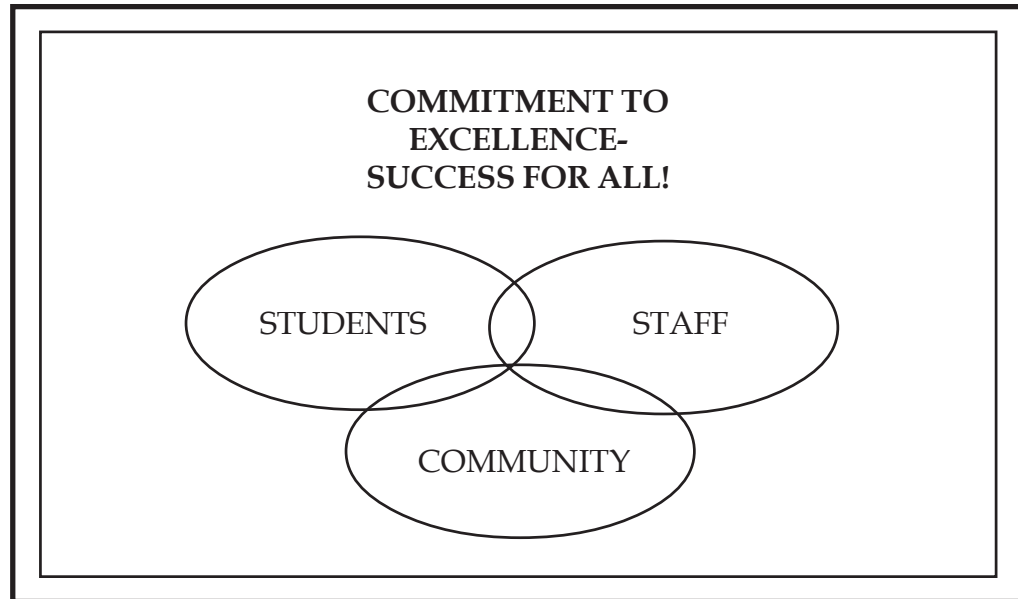 COMMITMENT TO
EXCELLENCE-
SUCCESS FOR ALL!
STUDENTS
STAFF
COMMUNITY